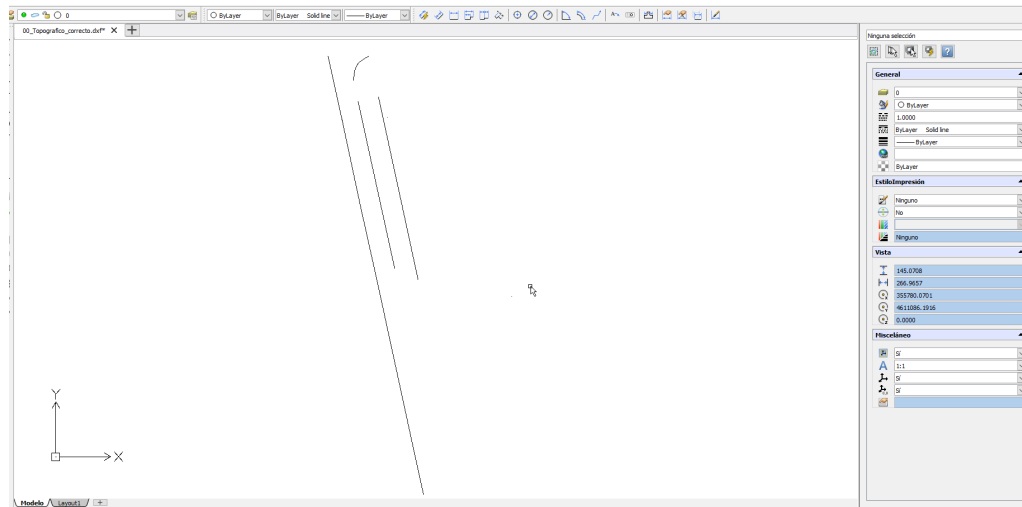 0
ByLayer
ByLayer Solid line
ByLayer
00_Topografico_correcto.dxf*
Ninguna selección
General
0
ByLayer
1.0000
ByLayer Solid line
ByLayer
ByLayer
EstiloImpresión
Ninguno
No
Ninguno
Vista
145.0708
266.9657
355780.0701
4611086.1916
0.0000
Misceláneo
Sí
1:1
Sí
Sí
Y
X
Modelo
Layout1